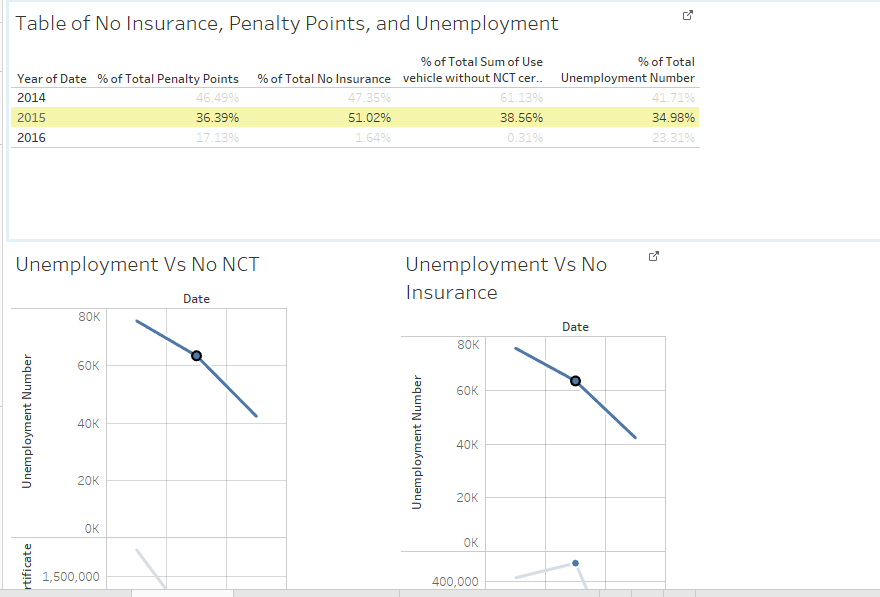 Table of No Insurance, Penalty Points, and Unemployment
% of Total Sum of Use % of Total
Year of Date % of Total Penalty Points % of Total No Insurance vehicle without NCT cer.. Unemployment Number
2014 46.49% 47.35% 61.13% 41.71%
2015 36.39% 51.02% 38.56% 34.98%
2016 17.13% 1.64% 0.31% 23.31%
Unemployment Vs No NCT
Date
80K
60K
40K
20K
0K
Unemployment Number
rtificate
1,500,000
Unemployment Vs No
Insurance
Date
80K
60K
40K
20K
0K
Unemployment Number
400,000